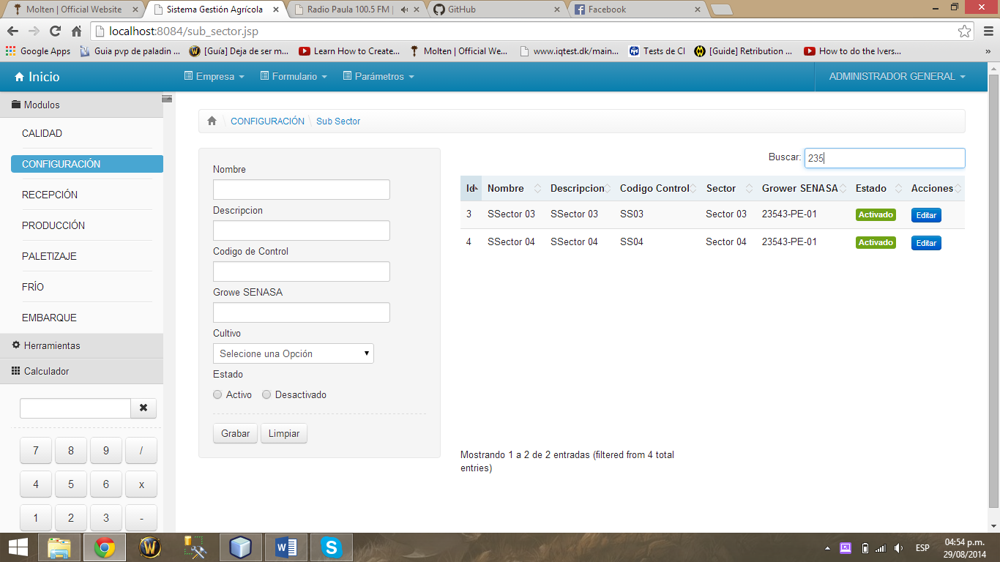 Molten | Official Website
Sistema Gestión Agrícola
Radio Paula 100.5 FM |
GitHub
Facebook
localhost:8084/sub_sector.jsp
Google Apps
Guia pvp de paladin ...
[Guía] Deja de ser m...
Learn How to Create...
Molten | Official We...
www.iqtest.dk/main...
Tests de CI
[Guide] Retribution ...
How to do the Ivers...
»
Inicio
Empresa
Formulario
Parámetros
ADMINISTRADOR GENERAL
Modulos
CALIDAD
CONFIGURACIÓN
RECEPCIÓN
PRODUCCIÓN
PALETIZAJE
FRÍO
EMBARQUE
Herramientas
Calculador
7 8 9 /
4 5 6 x
1 2 3 -
CONFIGURACIÓN \ Sub Sector
Nombre
Descripcion
Codigo de Control
Growe SENASA
Cultivo
Selecione una Opción
Estado
Activo Desactivado
Grabar Limpiar
Buscar: 235
Id Nombre Descripcion Codigo Control Sector Grower SENASA Estado Acciones
3 SSector 03 SSector 03 SS03 Sector 03 23543-PE-01 Activado Editar
4 SSector 04 SSector 04 SS04 Sector 04 23543-PE-01 Activado Editar
Mostrando 1 a 2 de 2 entradas (filtered from 4 total
entries)
ESP
04:54 p.m.
29/08/2014